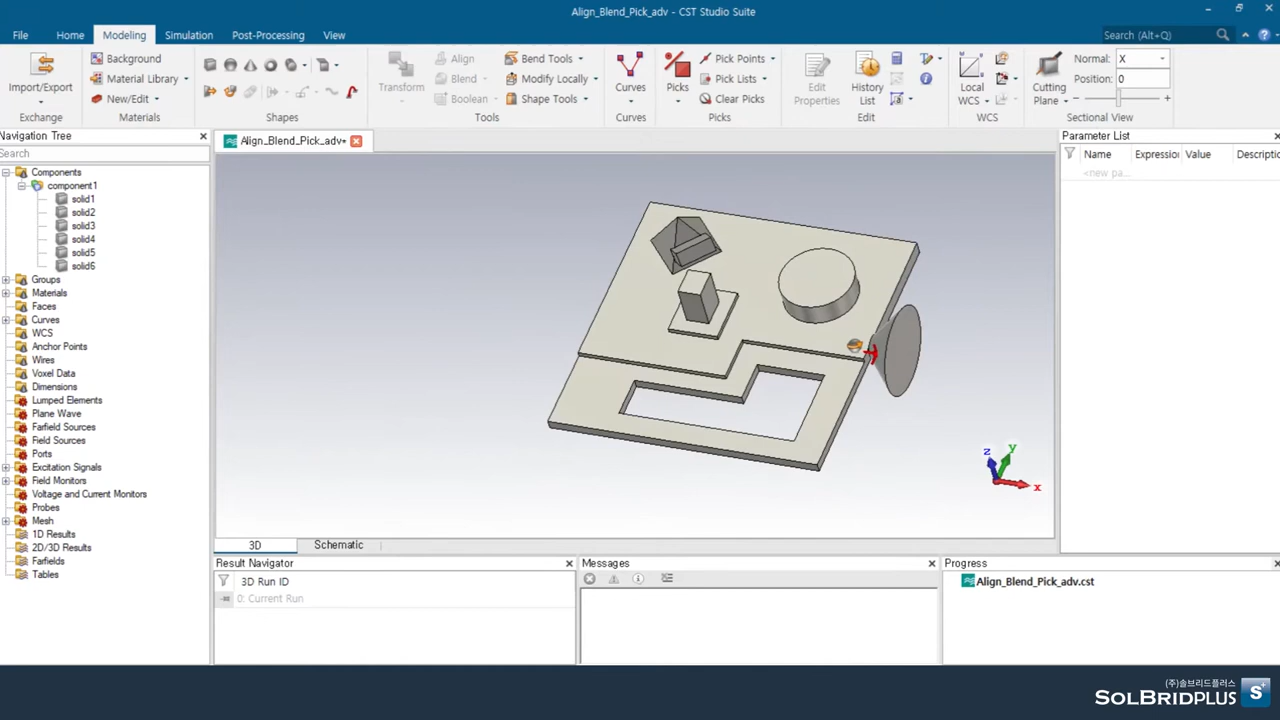 Align_Blend_Pick_adv - CST Studio Suite
File Home Modeling Simulation Post-Processing View Search (Alt+Q)
Import/Export
Exchange
Background
Material Library
New/Edit
Materials
Shapes
Transform
Align
Blend
Boolean
Bend Tools
Modify Locally
Shape Tools
Tools
Curves
Curves
Picks
Pick Points
Pick Lists
Clear Picks
Picks
Edit
Properties
History
List
Edit
Local
WCS
WCS
Cutting
Plane
Normal: X
Position: 0
Sectional View
Navigation Tree
Search
Components
component1
solid1
solid2
solid3
solid4
solid5
solid6
Groups
Materials
Faces
Curves
WCS
Anchor Points
Wires
Voxel Data
Dimensions
Lumped Elements
Plane Wave
Farfield Sources
Field Sources
Ports
Excitation Signals
Field Monitors
Voltage and Current Monitors
Probes
Mesh
1D Results
2D/3D Results
Farfields
Tables
Align_Blend_Pick_adv*
z y x
3D Schematic
Parameter List
Name Expressio Value Descriptio
<new pa...
Result Navigator
3D Run ID
0: Current Run
Messages
Progress
Align_Blend_Pick_adv.cst
(주)솔브리드플러스
SOLBRIDPLUS
S+